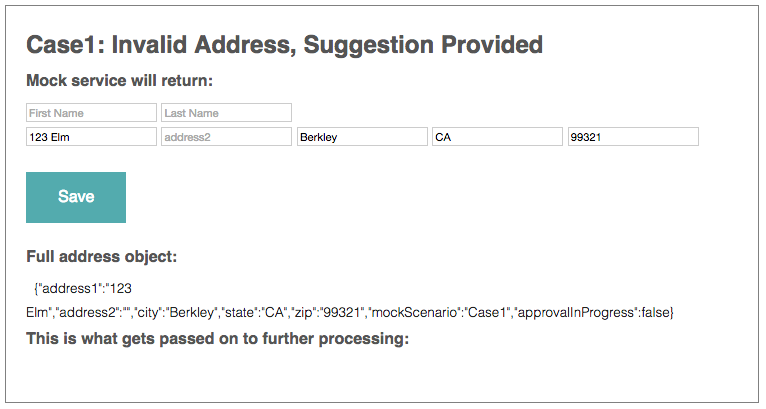 Case1: Invalid Address, Suggestion Provided
Mock service will return:
First Name Last Name
123 Elm address2 Berkley CA 99321
Save
Full address object:
{"address1":"123
Elm","address2":"","city":"Berkley","state":"CA","zip":"99321","mockScenario":"Case1","approvalInProgress":false}
This is what gets passed on to further processing: